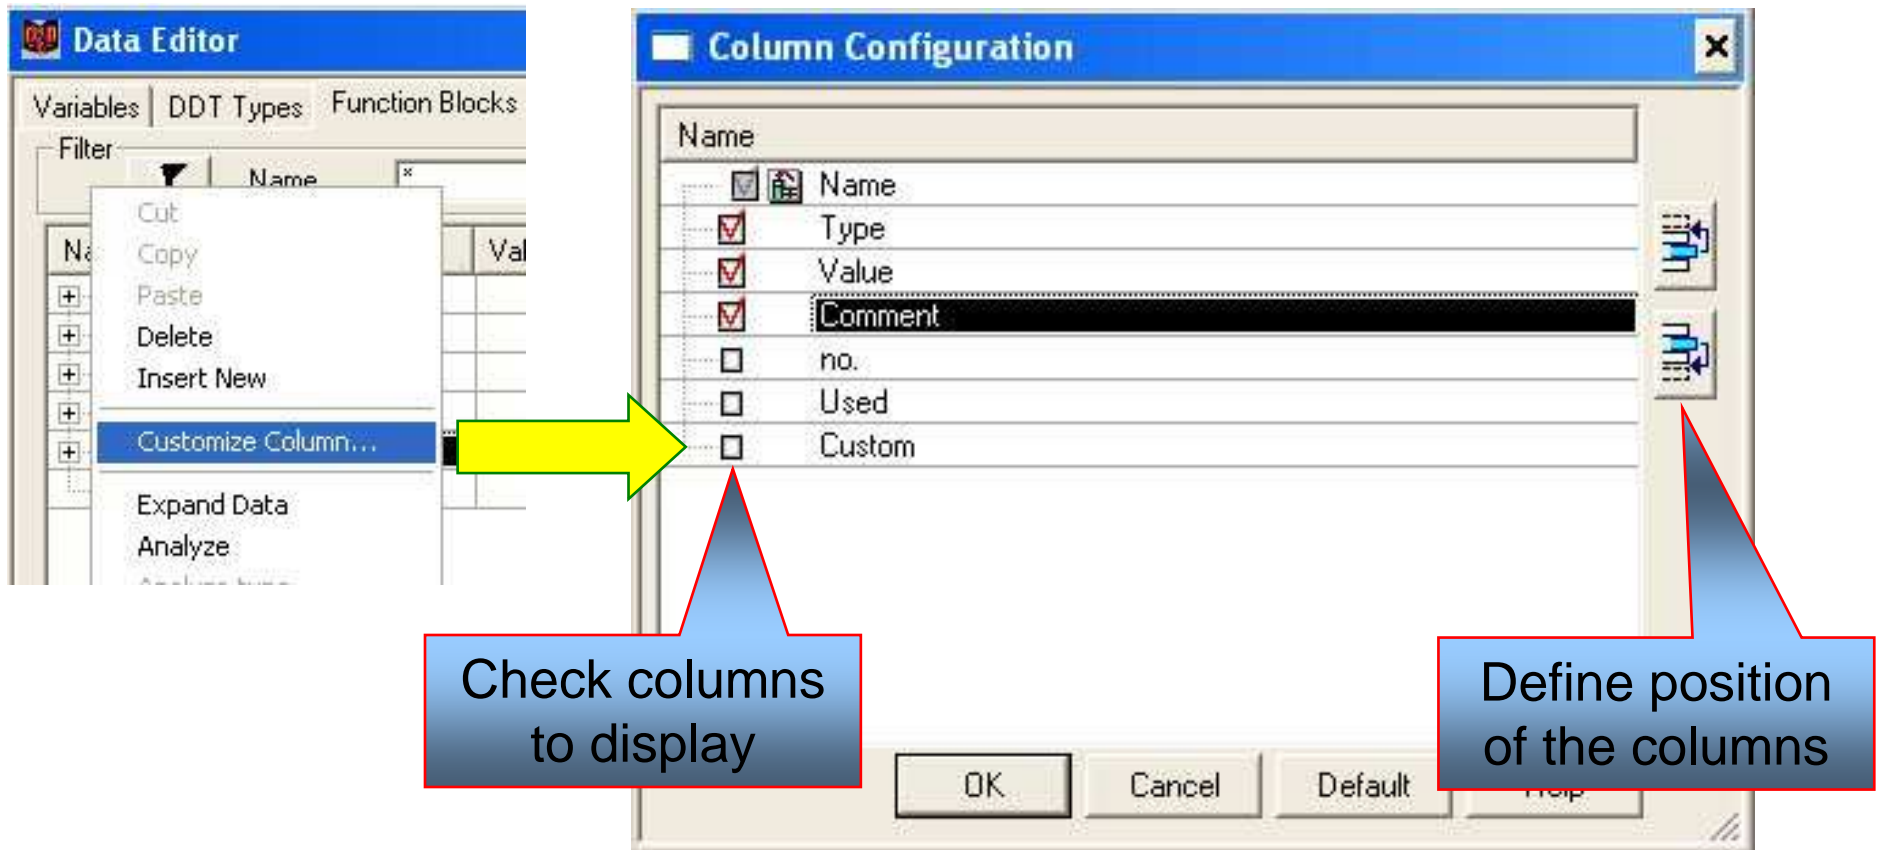 Data Editor
Variables DDT Types Function Blocks
Filter
Name *
Cut
Copy
Paste
Delete
Insert New
Customize Column...
Expand Data
Analyze
Column Configuration
Name
Name
Type
Value
Comment
no.
Used
Custom
Check columns
to display
Define position
of the columns
OK Cancel Default Help